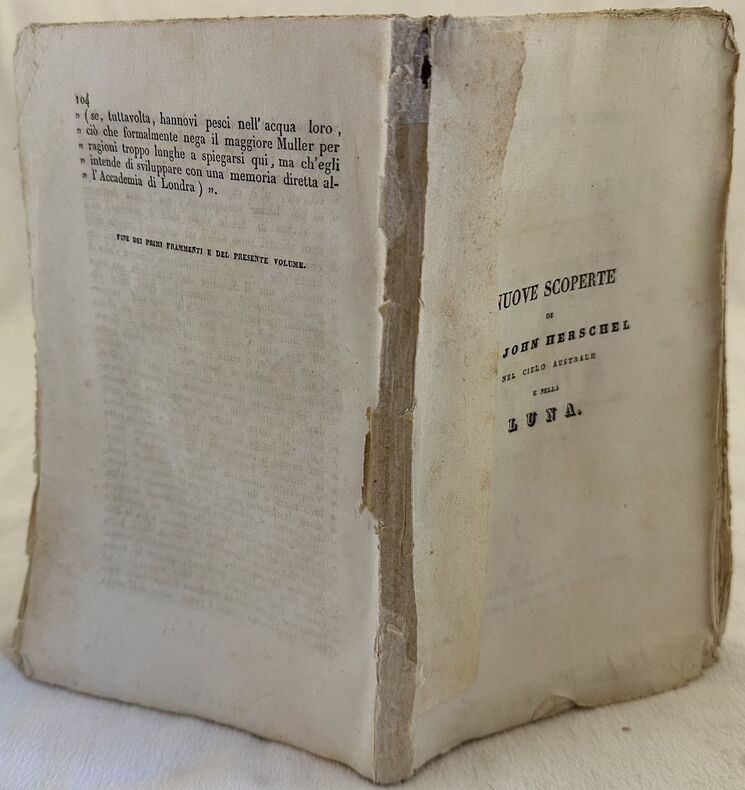 104
" (se, tuttavolta, hannovi pesci nell' acqua loro,
" ciò che formalmente nega il maggiore Muller per
" ragioni troppo lunghe a spiegarsi qui, ma ch'egli
" intende di sviluppare con una memoria diretta al-
" l'Accademia di Londra) ".
FINE DEI PRIMI FRAMMENTI E DEL PRESENTE VOLUME.
NUOVE SCOPERTE
DI
JOHN HERSCHEL
NEL CIELO AUSTRALE
E NELLA
LUNA.